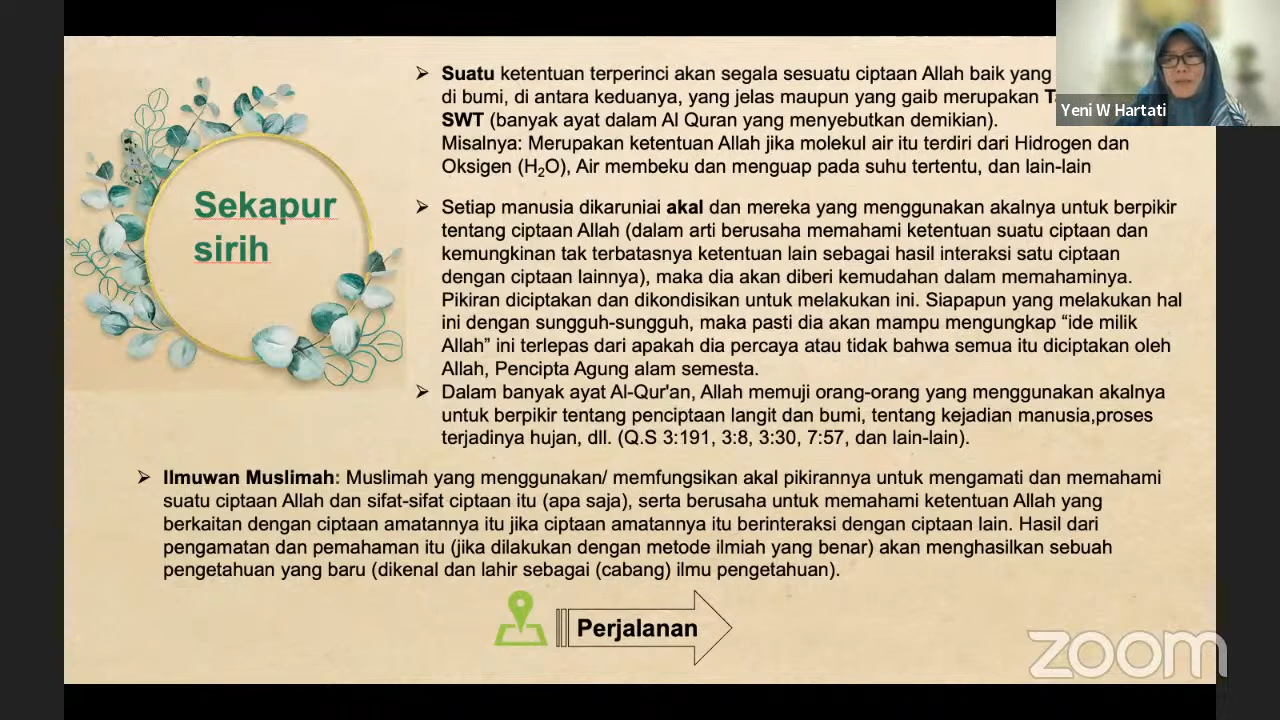 Sekapur
sirih
Suatu ketentuan terperinci akan segala sesuatu ciptaan Allah baik yang
di bumi, di antara keduanya, yang jelas maupun yang gaib merupakan
SWT (banyak ayat dalam Al Quran yang menyebutkan demikian).
Misalnya: Merupakan ketentuan Allah jika molekul air itu terdiri dari Hidrogen dan
Oksigen (H₂O), Air membeku dan menguap pada suhu tertentu, dan lain-lain
Setiap manusia dikaruniai akal dan mereka yang menggunakan akalnya untuk berpikir
tentang ciptaan Allah (dalam arti berusaha memahami ketentuan suatu ciptaan dan
kemungkinan tak terbatasnya ketentuan lain sebagai hasil interaksi satu ciptaan
dengan ciptaan lainnya), maka dia akan diberi kemudahan dalam memahaminya.
Pikiran diciptakan dan dikondisikan untuk melakukan ini. Siapapun yang melakukan hal
ini dengan sungguh-sungguh, maka pasti dia akan mampu mengungkap “ide milik
Allah” ini terlepas dari apakah dia percaya atau tidak bahwa semua itu diciptakan oleh
Allah, Pencipta Agung alam semesta.
Dalam banyak ayat Al-Qur'an, Allah memuji orang-orang yang menggunakan akalnya
untuk berpikir tentang penciptaan langit dan bumi, tentang kejadian manusia,proses
terjadinya hujan, dll. (Q.S 3:191, 3:8, 3:30, 7:57, dan lain-lain).
Ilmuwan Muslimah: Muslimah yang menggunakan/ memfungsikan akal pikirannya untuk mengamati dan memahami
suatu ciptaan Allah dan sifat-sifat ciptaan itu (apa saja), serta berusaha untuk memahami ketentuan Allah yang
berkaitan dengan ciptaan amatannya itu jika ciptaan amatannya itu berinteraksi dengan ciptaan lain. Hasil dari
pengamatan dan pemahaman itu (jika dilakukan dengan metode ilmiah yang benar) akan menghasilkan sebuah
pengetahuan yang baru (dikenal dan lahir sebagai (cabang) ilmu pengetahuan).
Perjalanan
Yeni W Hartati
zoom